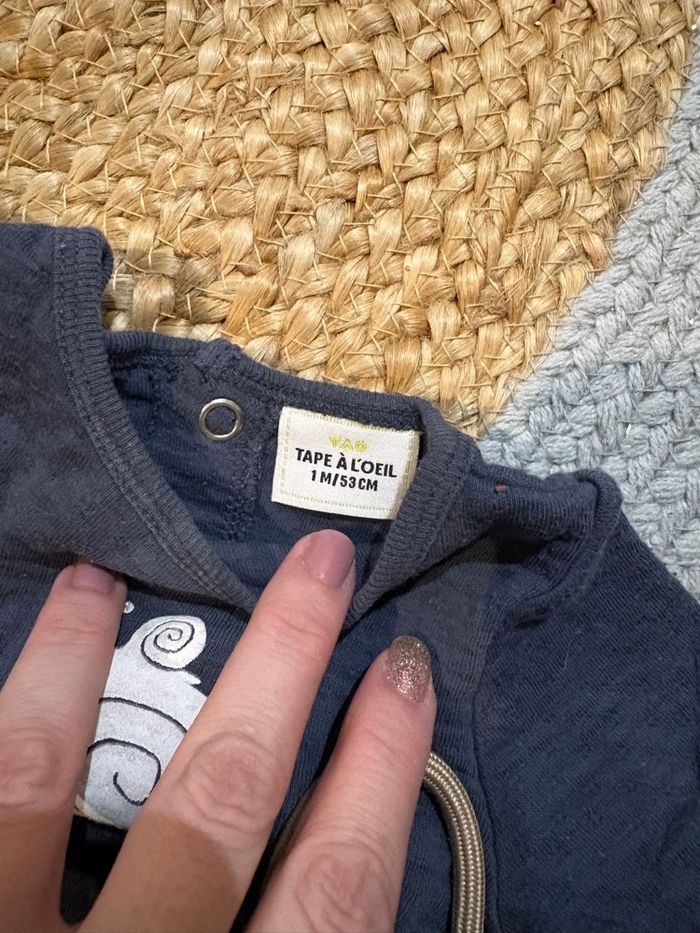 TAO
TAPE À L'OEIL
1 M/53 CM